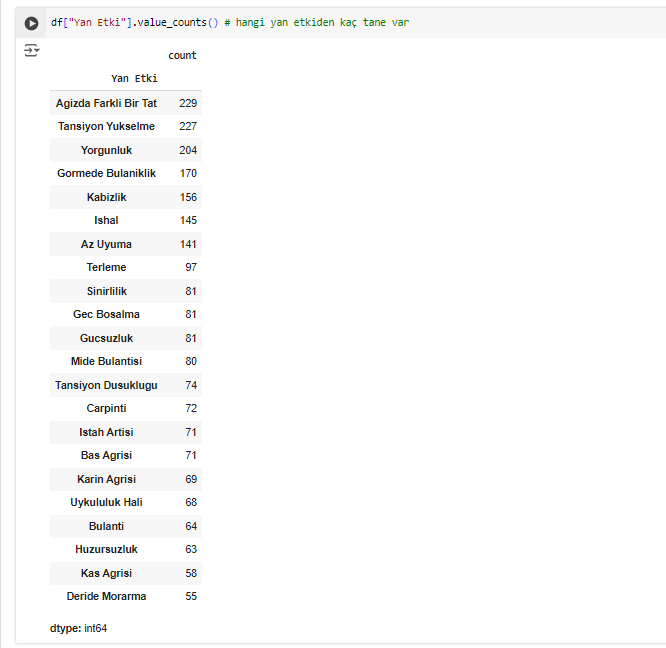 df["Yan Etki"].value_counts() # hangi yan etkiden kaç tane var
count
Yan Etki
Agizda Farkli Bir Tat 229
Tansiyon Yukselme 227
Yorgunluk 204
Gormede Bulaniklik 170
Kabizlik 156
Ishal 145
Az Uyuma 141
Terleme 97
Sinirlilik 81
Gec Bosalma 81
Gucsuzluk 81
Mide Bulantisi 80
Tansiyon Dusuklugu 74
Carpinti 72
Istah Artisi 71
Bas Agrisi 71
Karin Agrisi 69
Uykululuk Hali 68
Bulanti 64
Huzursuzluk 63
Kas Agrisi 58
Deride Morarma 55
dtype: int64